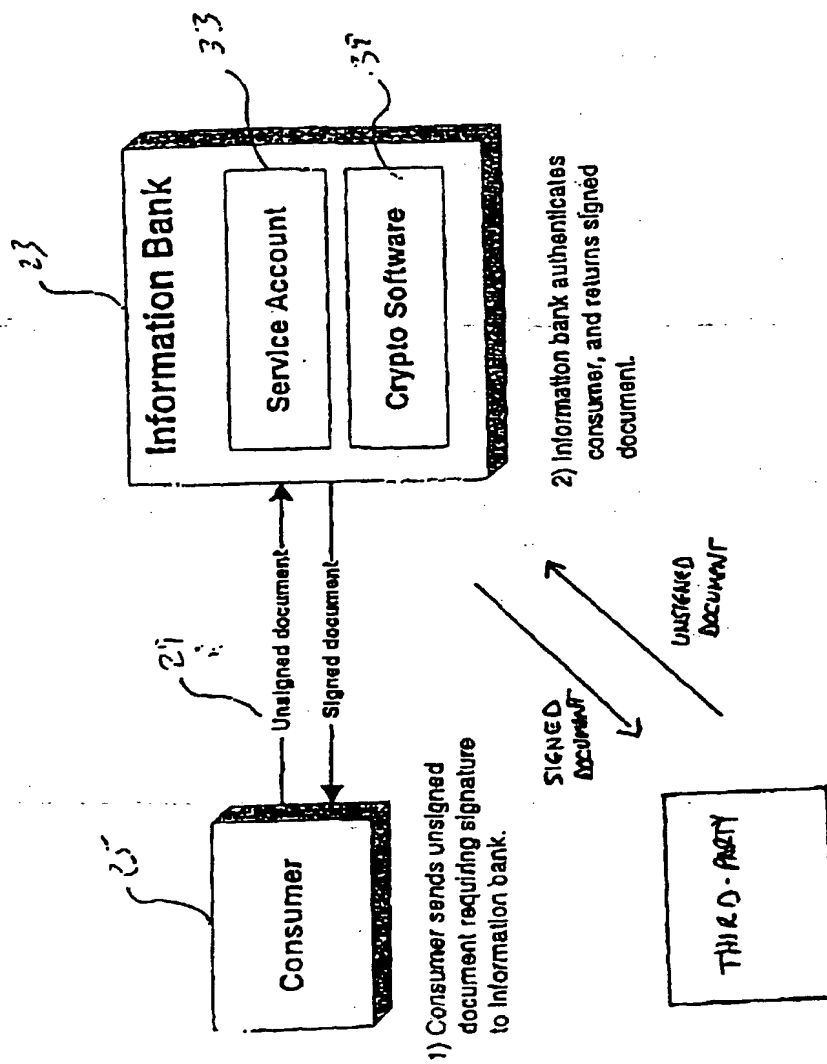 23
Information Bank
33
Service Account
Crypto Software
25
Consumer
Unsigned document
Signed document
1) Consumer sends unsigned
document requiring signature
to Information bank.
2) Information bank authenticates
consumer, and returns signed
document.
SIGNED
DOCUMENT
UNSIGNED
DOCUMENT
THIRD-PARTY